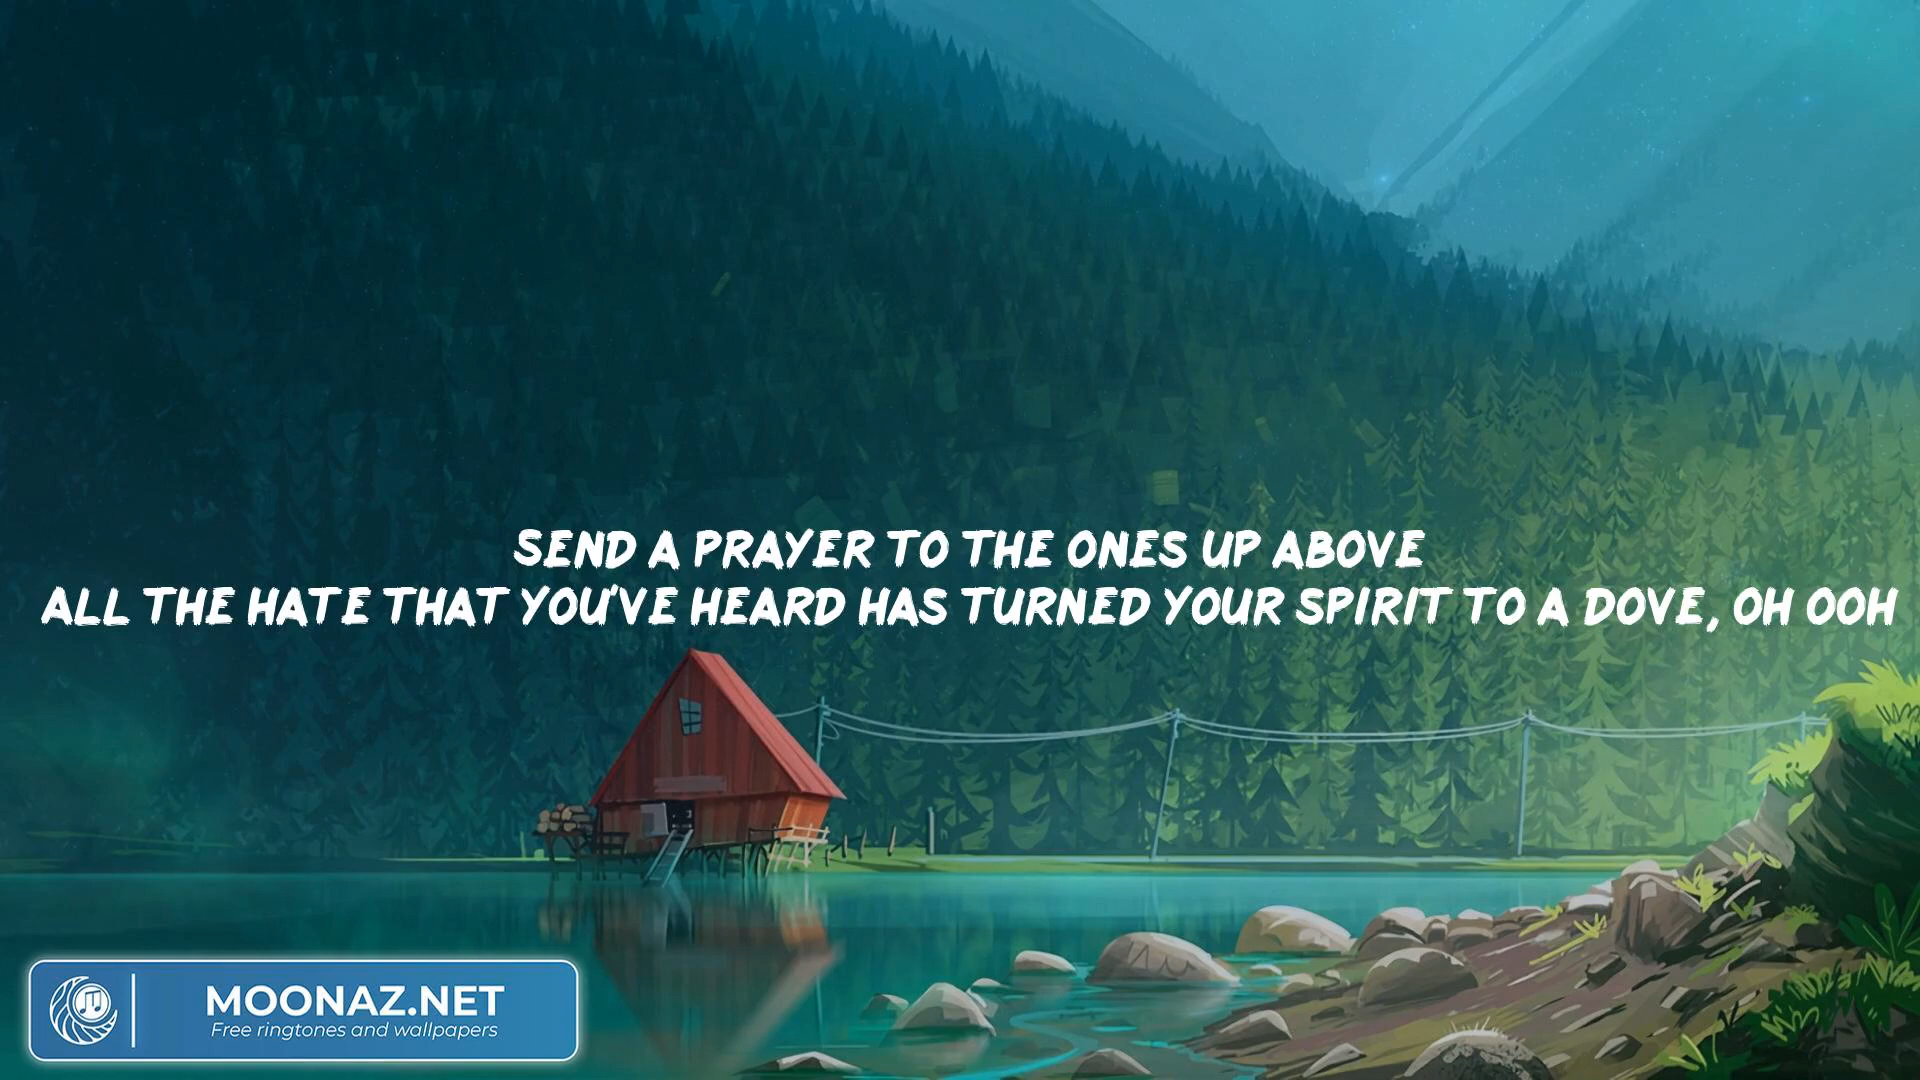 SEND A PRAYER TO THE ONES UP ABOVE
ALL THE HATE THAT YOU'VE HEARD HAS TURNED YOUR SPIRIT TO A DOVE, OH OOH
MOONAZ.NET
Free ringtones and wallpapers